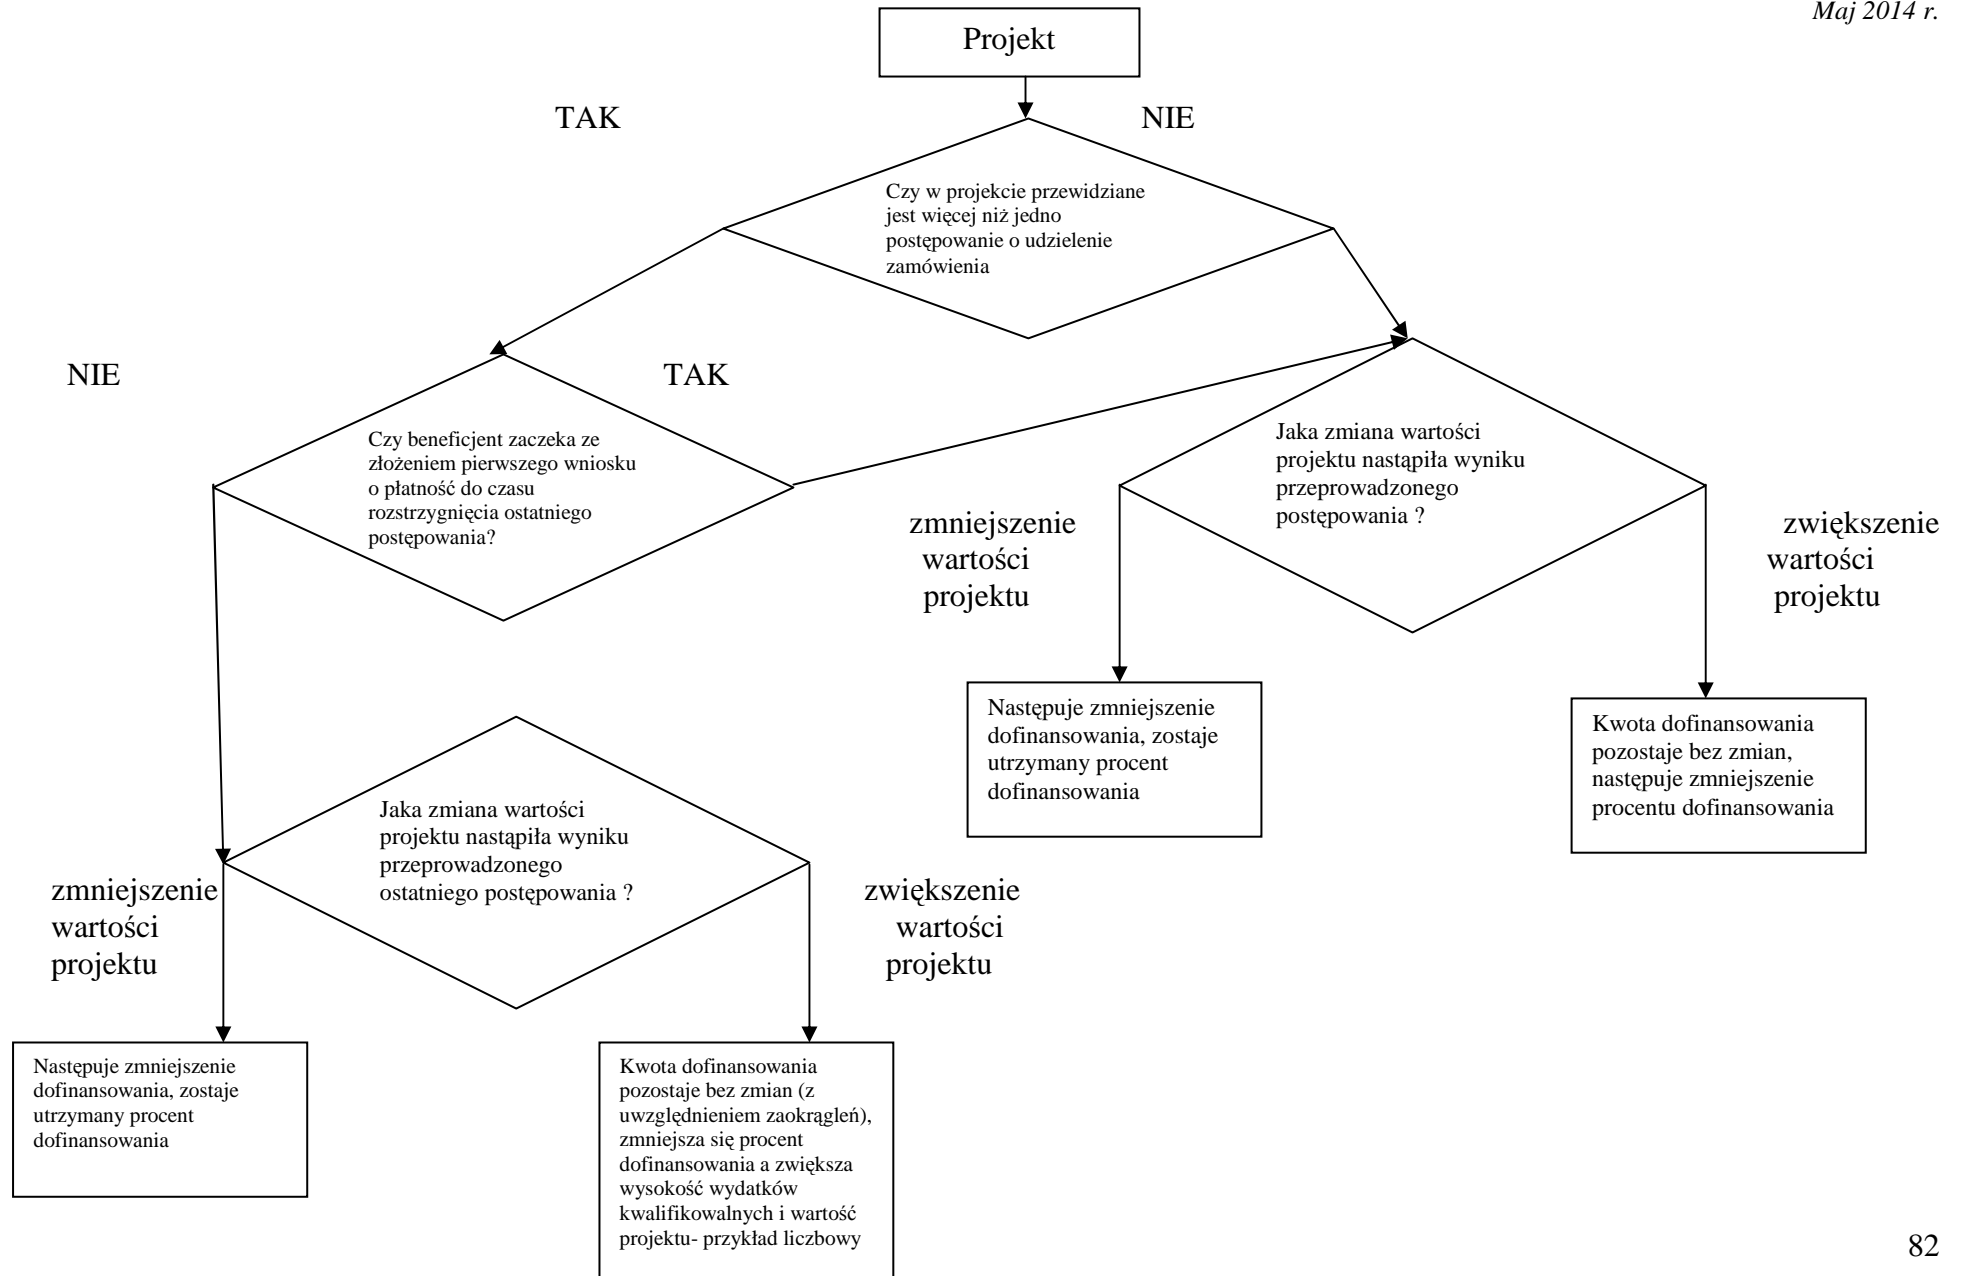 Maj 2014 r.
Projekt
TAK
NIE
Czy w projekcie przewidziane
jest więcej niż jedno
postępowanie o udzielenie
zamówienia
NIE
TAK
Czy beneficjent zaczeka ze
złożeniem pierwszego wniosku
o płatność do czasu
rozstrzygnięcia ostatniego
postępowania?
Jaka zmiana wartości
projektu nastąpiła wyniku
przeprowadzonego
postępowania ?
zmniejszenie
wartości
projektu
zwiększenie
wartości
projektu
Następuje zmniejszenie
dofinansowania, zostaje
utrzymany procent
dofinansowania
Kwota dofinansowania
pozostaje bez zmian,
następuje zmniejszenie
procentu dofinansowania
Jaka zmiana wartości
projektu nastąpiła wyniku
przeprowadzonego
ostatniego postępowania ?
zmniejszenie
wartości
projektu
zwiększenie
wartości
projektu
Następuje zmniejszenie
dofinansowania, zostaje
utrzymany procent
dofinansowania
Kwota dofinansowania
pozostaje bez zmian (z
uwzględnieniem zaokrągleń),
zmniejsza się procent
dofinansowania a zwiększa
wysokość wydatków
kwalifikowalnych i wartość
projektu- przykład liczbowy
82